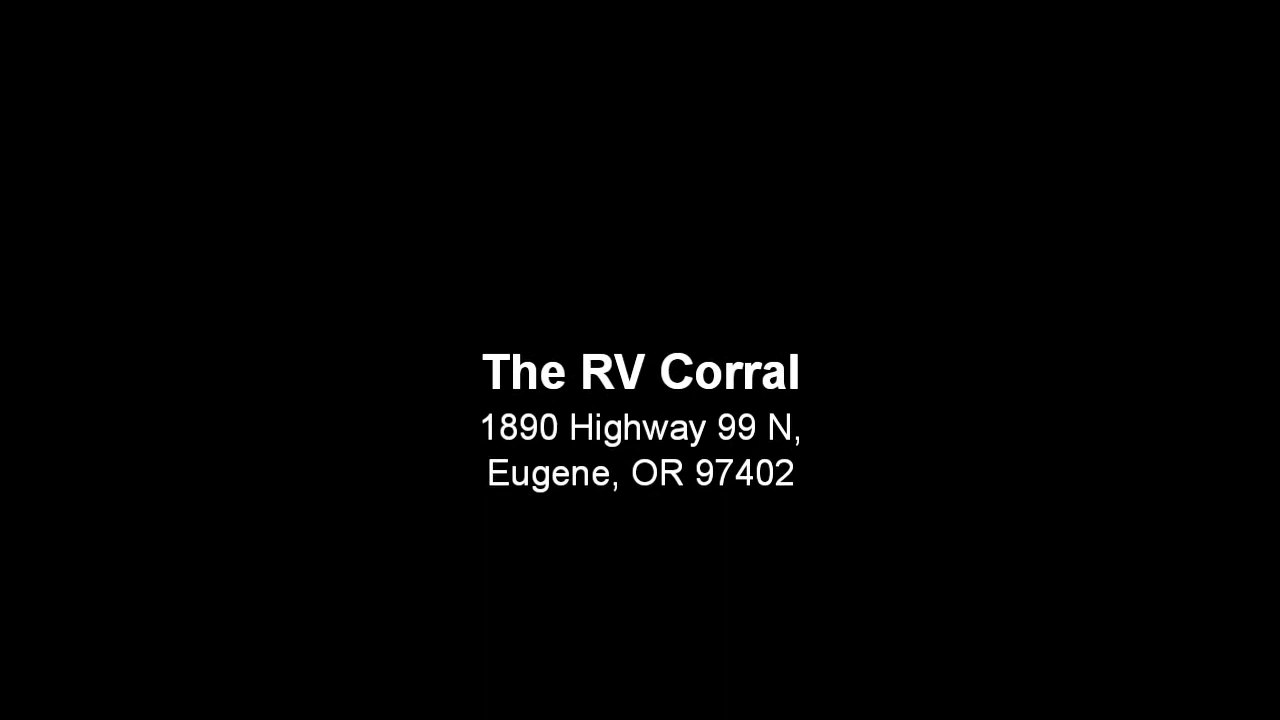 The RV Corral
1890 Highway 99 N,
Eugene, OR 97402